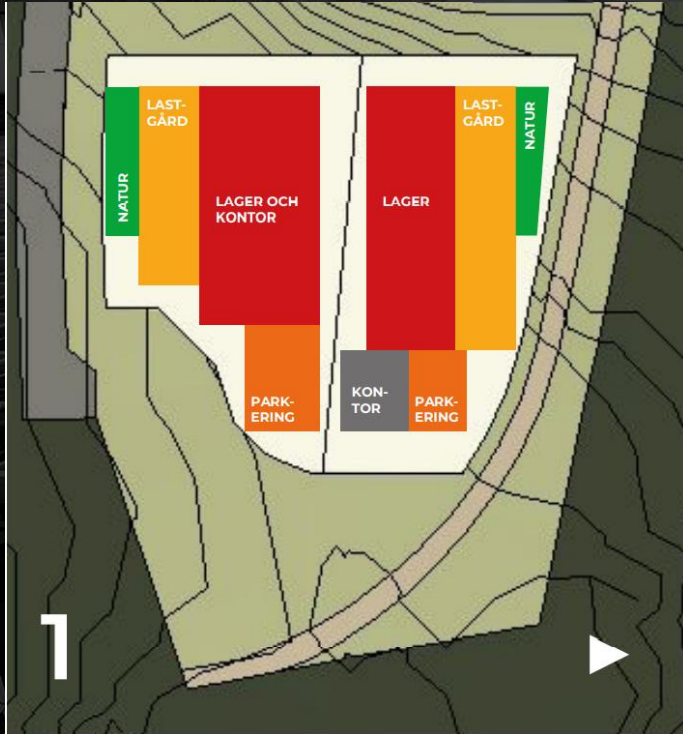 NATUR
LAST-
GÅRD
LAGER OCH
KONTOR
PARK-
ERING
LAGER
LAST-
GÅRD
NATUR
KON-
TOR
PARK-
ERING
1